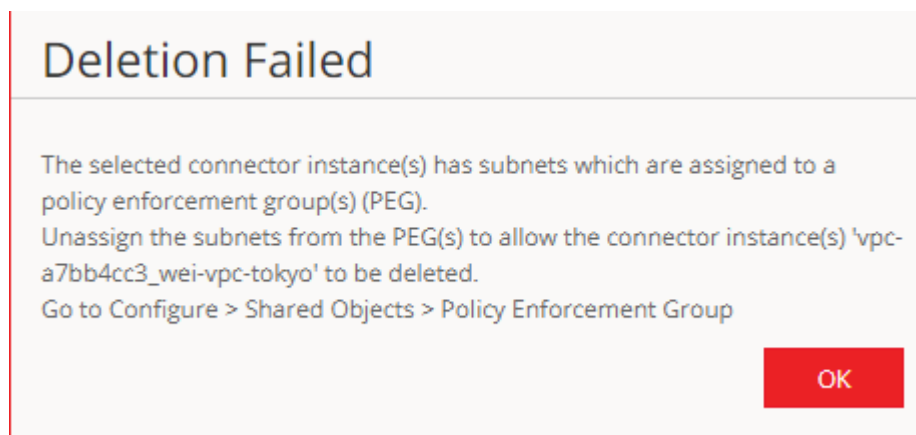 Deletion Failed
The selected connector instance(s) has subnets which are assigned to a
policy enforcement group(s) (PEG).
Unassign the subnets from the PEG(s) to allow the connector instance(s) 'vpc-
a7bb4cc3_wei-vpc-tokyo' to be deleted.
Go to Configure > Shared Objects > Policy Enforcement Group
OK